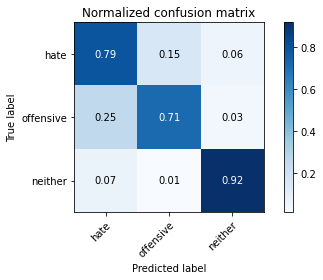 Normalized confusion matrix
True label
hate
0.79 0.15 0.06
offensive
0.25 0.71 0.03
neither
0.07 0.01 0.92
hate
offensive
neither
Predicted label
0.8
0.6
0.4
0.2